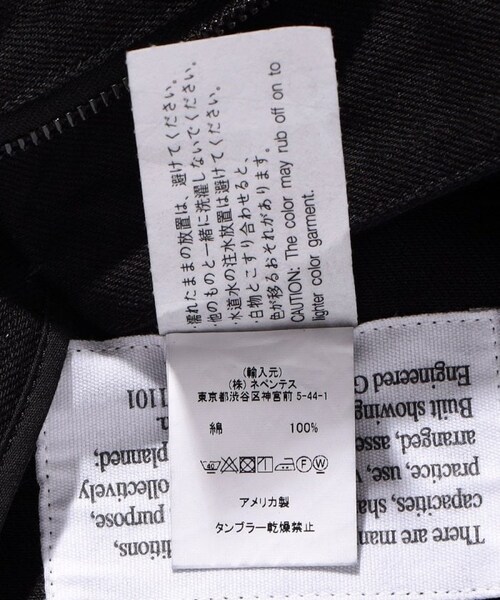 ・濡れたままの放置は、避けてください。
・他のものと一緒に洗濯しないでください。
・水道水の注水放置は避けてください。
・白物とこすり合わせると、
色が移るおそれがあります。
CAUTION: The color may rub off on to
lighter color garment.
(輸入元)
(株) ネペンテス
東京都渋谷区神宮前 5-44-1
綿 100%
40 F W
アメリカ製
タンブラー乾燥禁止
There are man
capacities, sha
practice, use, v
arranged, asse
Built showing
Engineered G
itions,
purpose,
ollectively
planned;
1101